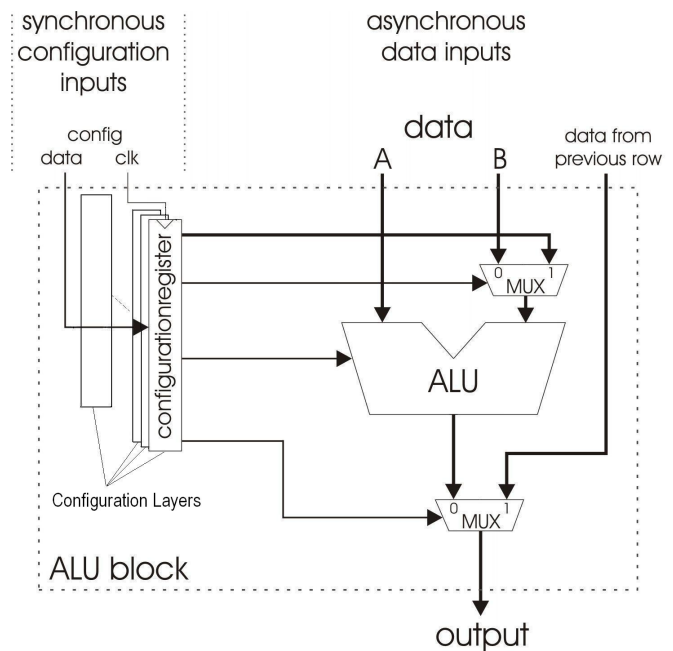 synchronous
configuration
inputs
asynchronous
data inputs
config
data clk
data
A B
data from
previous row
configurationregister
0 1
MUX
ALU
Configuration Layers
0 1
MUX
ALU block
output